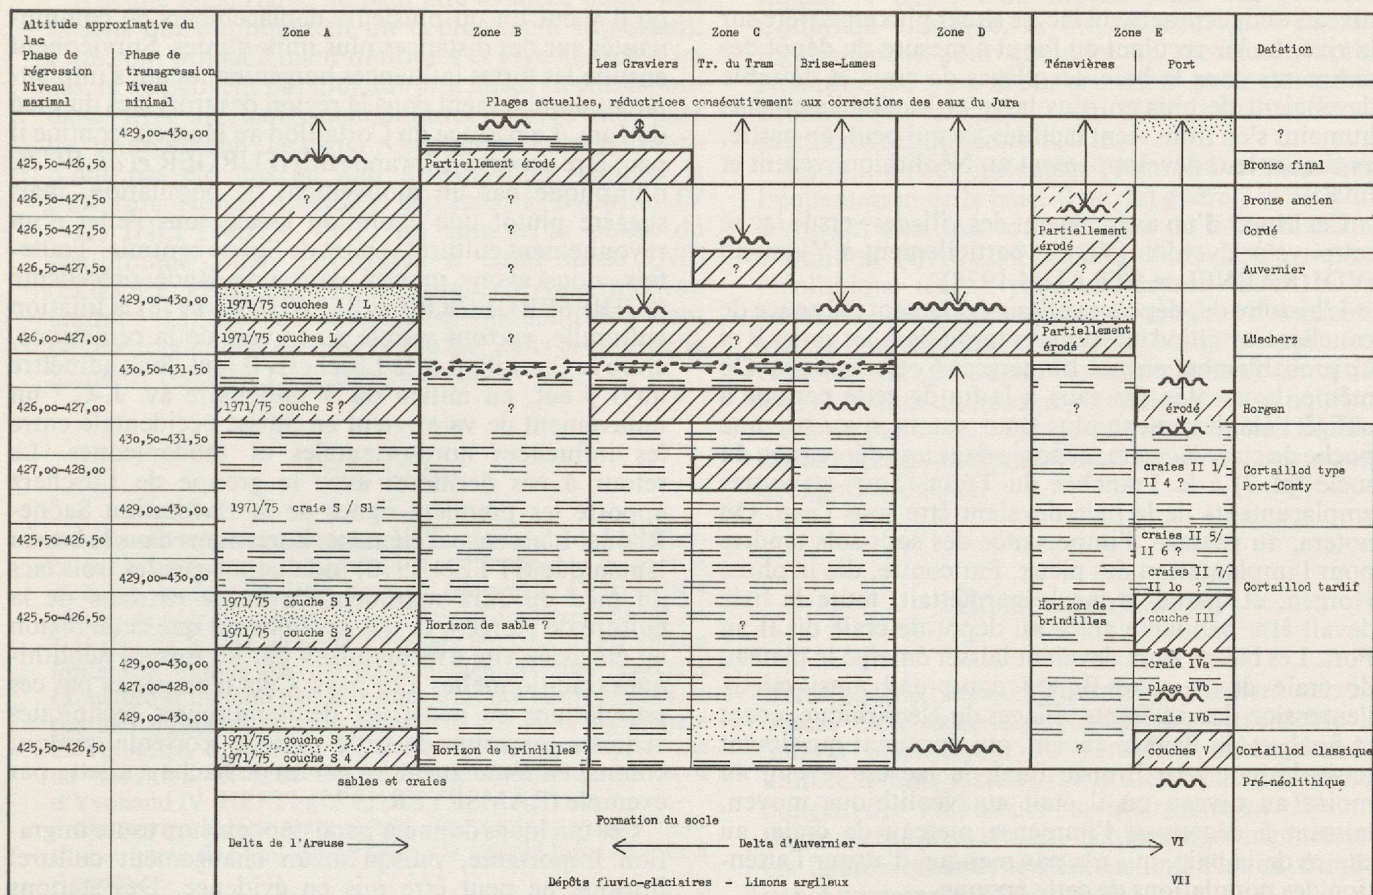 Altitude approximative du lac
Phase de régression Niveau maximal
Phase de transgression Niveau minimal
Zone A
Zone B
Zone C
Zone D
Zone E
Datation
Les Graviers
Tr. du Tram
Brise-Lames
Ténevières
Port
Plages actuelles, réductrices consécutivement aux corrections des eaux du Jura
429,00-430,00
?
425,50-426,50
Partiellement érodé
Bronze final
426,50-427,50
?
?
Bronze ancien
426,50-427,50
?
Partiellement érodé
Cordé
426,50-427,50
?
?
?
Auvernier
429,00-430,00
1971/75 couches A / L
426,00-427,00
1971/75 couches L
?
?
Partiellement érodé
Lüscherz
430,50-431,50
426,00-427,00
1971/75 couche S ?
?
?
érodé
Horgen
430,50-431,50
427,00-428,00
craies II 1/
II 4 ?
Cortaillod type Port-Conty
429,00-430,00
1971/75 craie S / S1
425,50-426,50
craies II 5/
II 6 ?
429,00-430,00
craies II 7/
II 10 ?
Cortaillod tardif
425,50-426,50
1971/75 couche S 1
1971/75 couche S 2
Horizon de sable ?
?
Horizon de brindilles
couche III
429,00-430,00
craie IVa
427,00-428,00
plage IVb
429,00-430,00
craie IVb
425,50-426,50
1971/75 couche S 3
1971/75 couche S 4
Horizon de brindilles ?
?
couches V
Cortaillod classique
sables et craies
Pré-néolithique
Formation du socle
Delta de l'Areuse
Delta d'Auvernier
VI
Dépôts fluvio-glaciaires - Limons argileux
VII